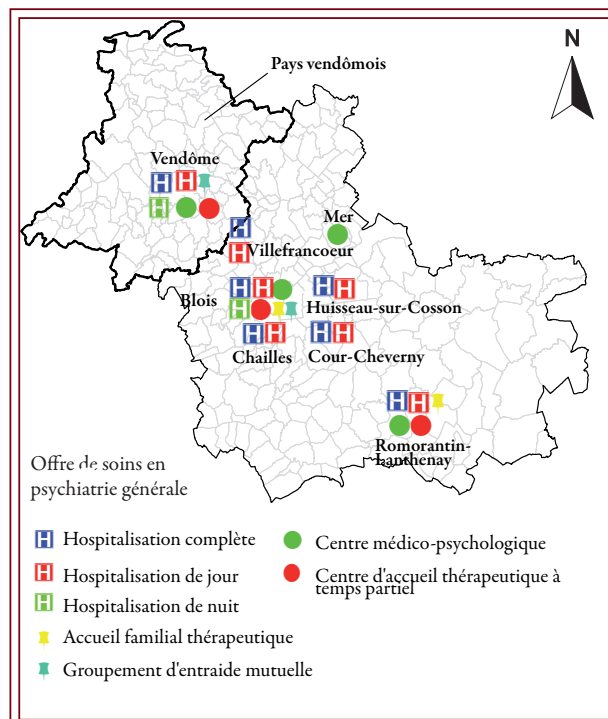 N
Pays vendômois
Vendôme
H H
H
Mer
H
H
Villefrancoeur
Blois
H H
H
H H
Huisseau-sur-Cosson
H H
Chailles
H H
Cour-Cheverny
H H
Romorantin-
Lanthenay
Offre de soins en
psychiatrie générale
H Hospitalisation complète
H Hospitalisation de jour
H Hospitalisation de nuit
Accueil familial thérapeutique
Groupement d'entraide mutuelle
Centre médico-psychologique
Centre d'accueil thérapeutique à
temps partiel